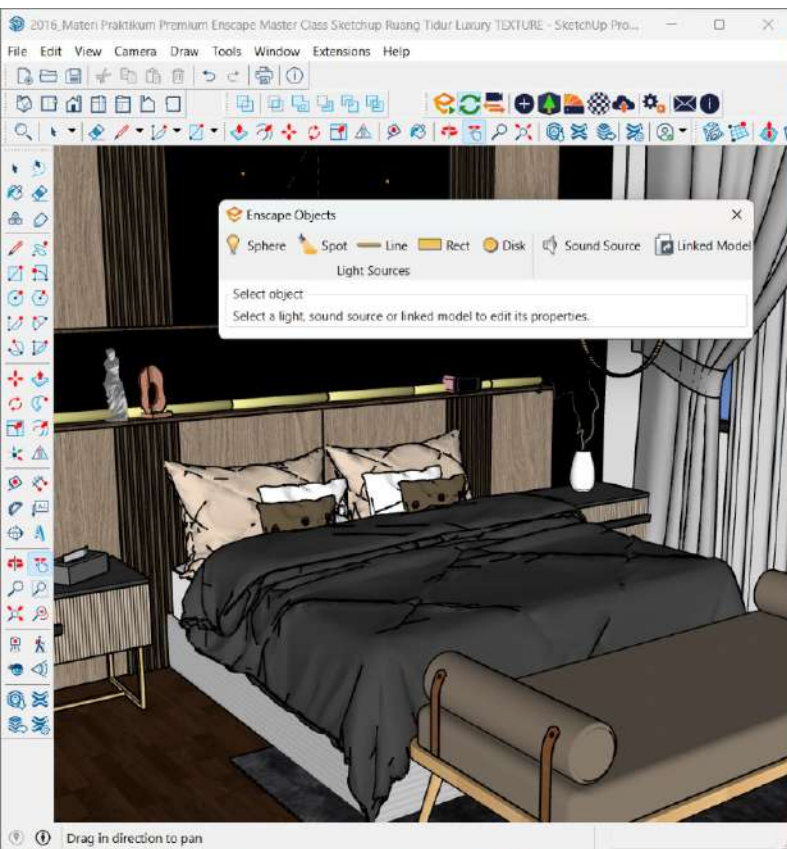 2016_Materi Praktikum Premium Enscape Master Class Sketchup Ruang Tidur Luxury TEXTURE - SketchUp Pro...
File Edit View Camera Draw Tools Window Extensions Help
Enscape Objects
Sphere Spot Line Rect Disk Sound Source Linked Model
Light Sources
Select object
Select a light, sound source or linked model to edit its properties.
Drag in direction to pan